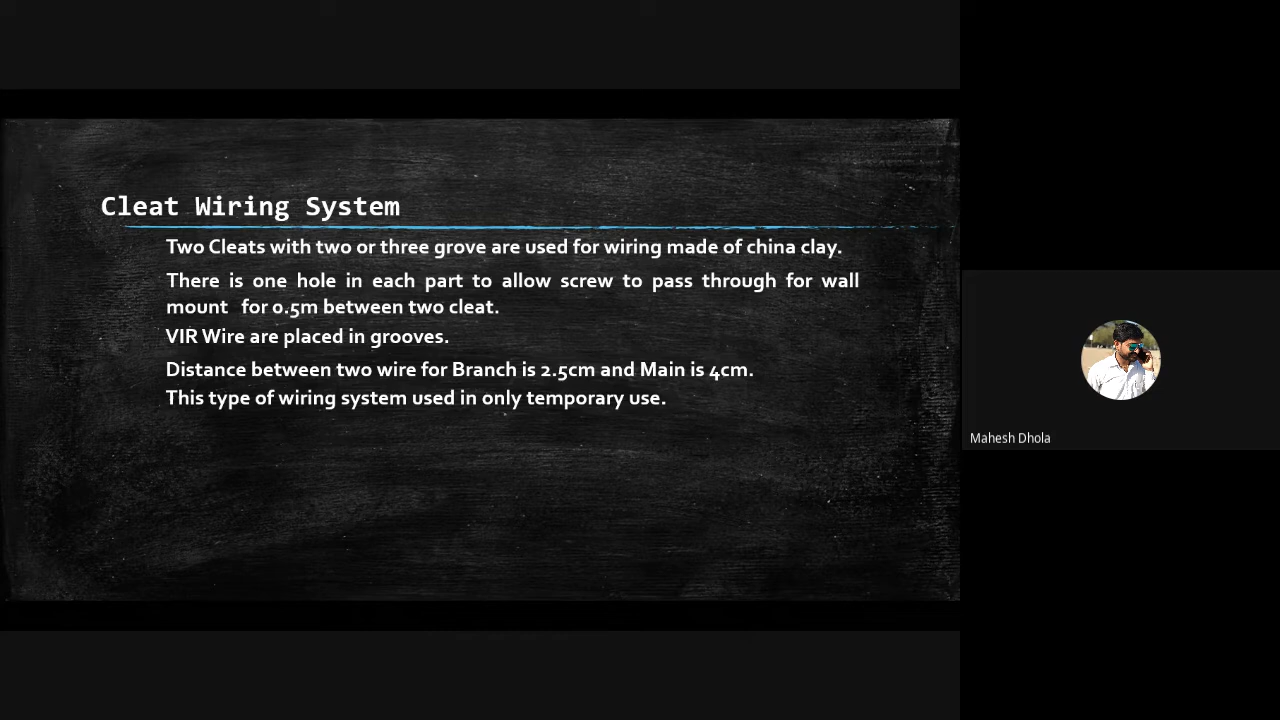 Cleat Wiring System
Two Cleats with two or three grove are used for wiring made of china clay.
There is one hole in each part to allow screw to pass through for wall
mount for 0.5m between two cleat.
VIR Wire are placed in grooves.
Distance between two wire for Branch is 2.5cm and Main is 4cm.
This type of wiring system used in only temporary use.
Mahesh Dhola